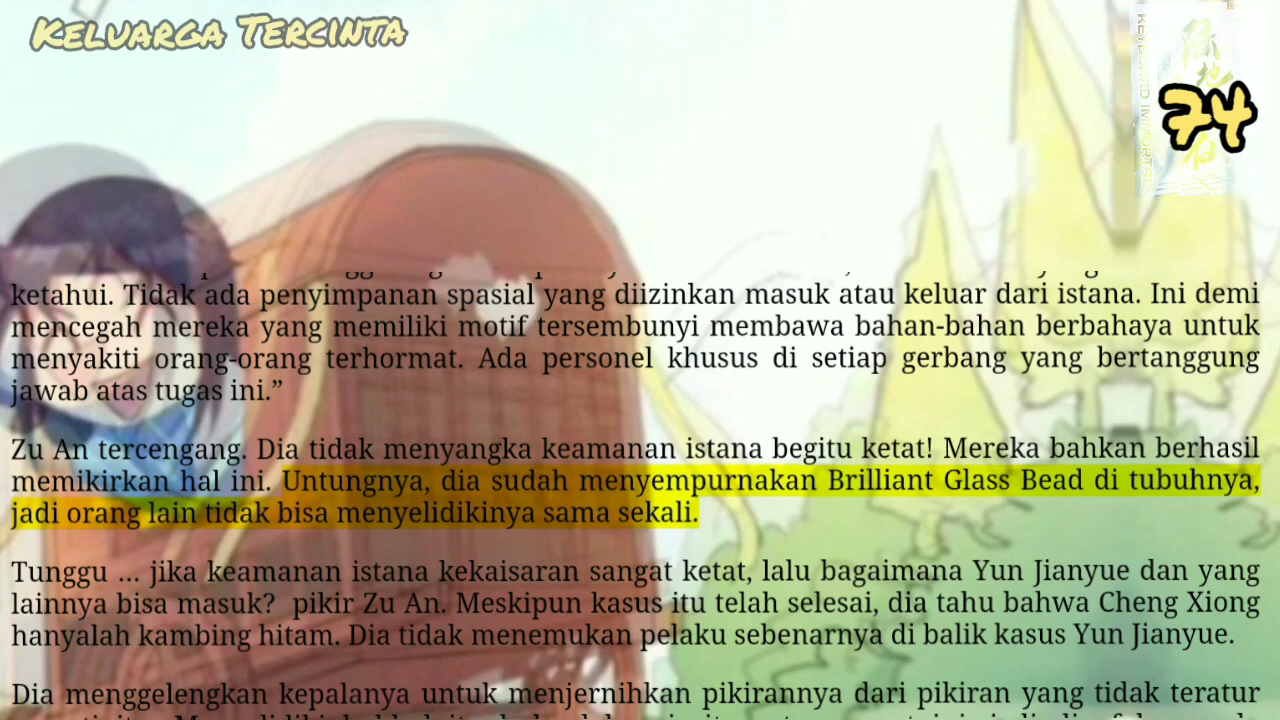 Keluarga Tercinta
74
KEYBOARD IMMORTAL
ketahui. Tidak ada penyimpanan spasial yang diizinkan masuk atau keluar dari istana. Ini demi
mencegah mereka yang memiliki motif tersembunyi membawa bahan-bahan berbahaya untuk
menyakiti orang-orang terhormat. Ada personel khusus di setiap gerbang yang bertanggung
jawab atas tugas ini.”
Zu An tercengang. Dia tidak menyangka keamanan istana begitu ketat! Mereka bahkan berhasil
memikirkan hal ini. Untungnya, dia sudah menyempurnakan Brilliant Glass Bead di tubuhnya,
jadi orang lain tidak bisa menyelidikinya sama sekali.
Tunggu ... jika keamanan istana kekaisaran sangat ketat, lalu bagaimana Yun Jianyue dan yang
lainnya bisa masuk?  pikir Zu An. Meskipun kasus itu telah selesai, dia tahu bahwa Cheng Xiong
hanyalah kambing hitam. Dia tidak menemukan pelaku sebenarnya di balik kasus Yun Jianyue.
Dia menggelengkan kepalanya untuk menjernihkan pikirannya dari pikiran yang tidak teratur